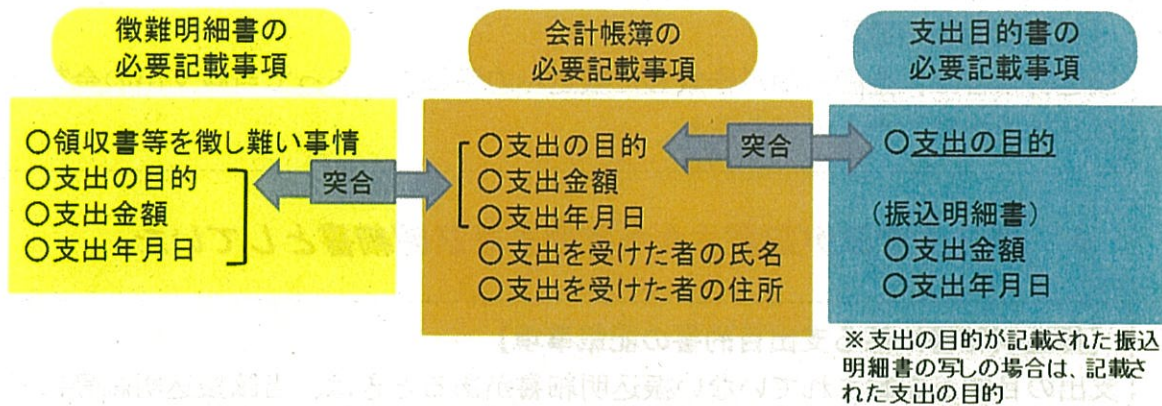 徴難明細書の
必要記載事項
○領収書等を徴し難い事情
○支出の目的
○支出金額
○支出年月日
突合
会計帳簿の
必要記載事項
○支出の目的
○支出金額
○支出年月日
○支出を受けた者の氏名
○支出を受けた者の住所
突合
支出目的書の
必要記載事項
○支出の目的
(振込明細書)
○支出金額
○支出年月日
※支出の目的が記載された振込
明細書の写しの場合は、記載さ
れた支出の目的